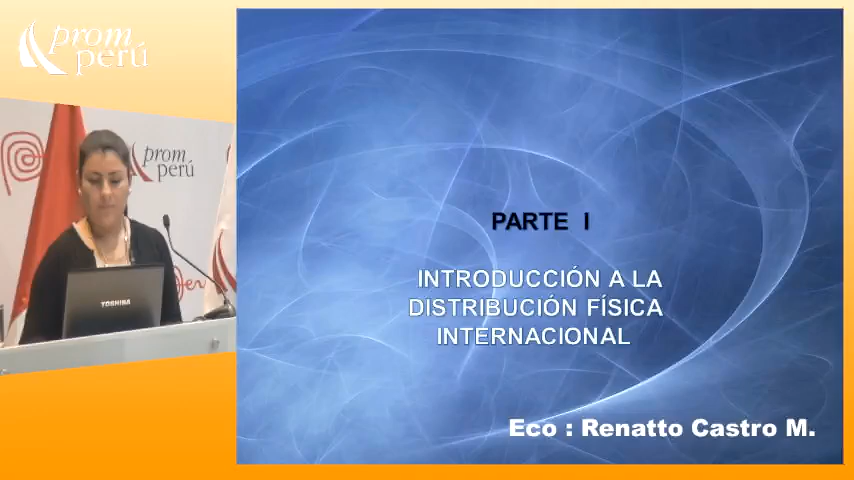 prom
perú
prom
perú
TOSHIBA
PARTE I
INTRODUCCIÓN A LA
DISTRIBUCIÓN FÍSICA
INTERNACIONAL
Eco : Renatto Castro M.